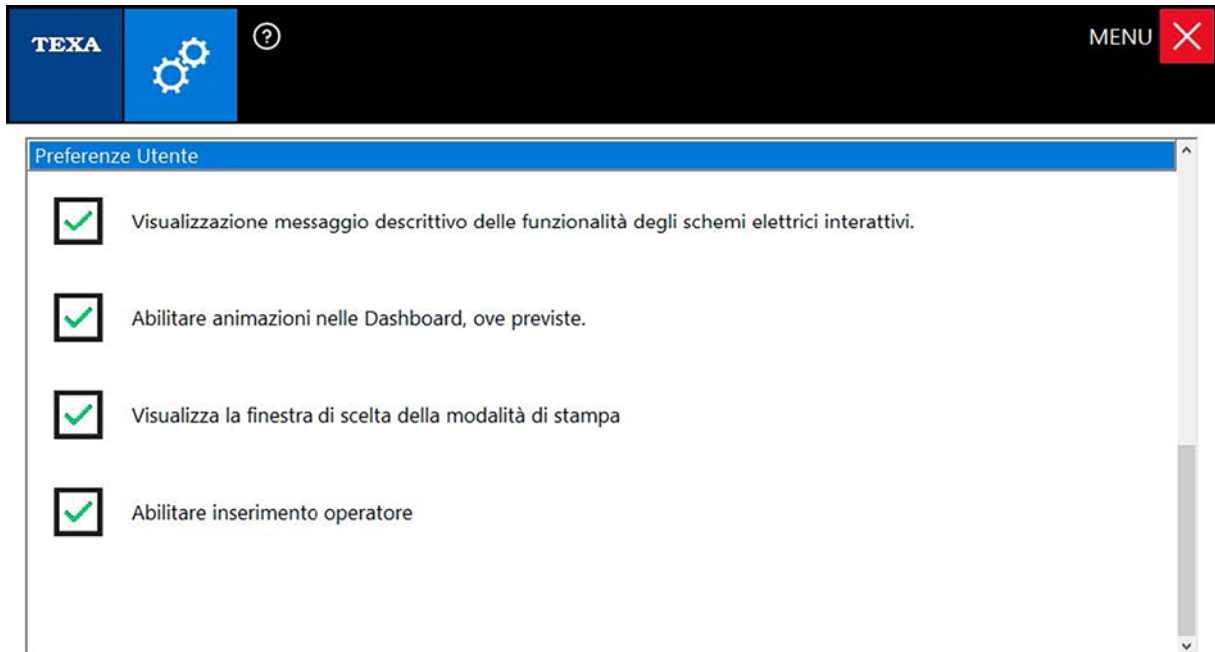 TEXA
?
MENU
Preferenze Utente
Visualizzazione messaggio descrittivo delle funzionalità degli schemi elettrici interattivi.
Abilitare animazioni nelle Dashboard, ove previste.
Visualizza la finestra di scelta della modalità di stampa
Abilitare inserimento operatore